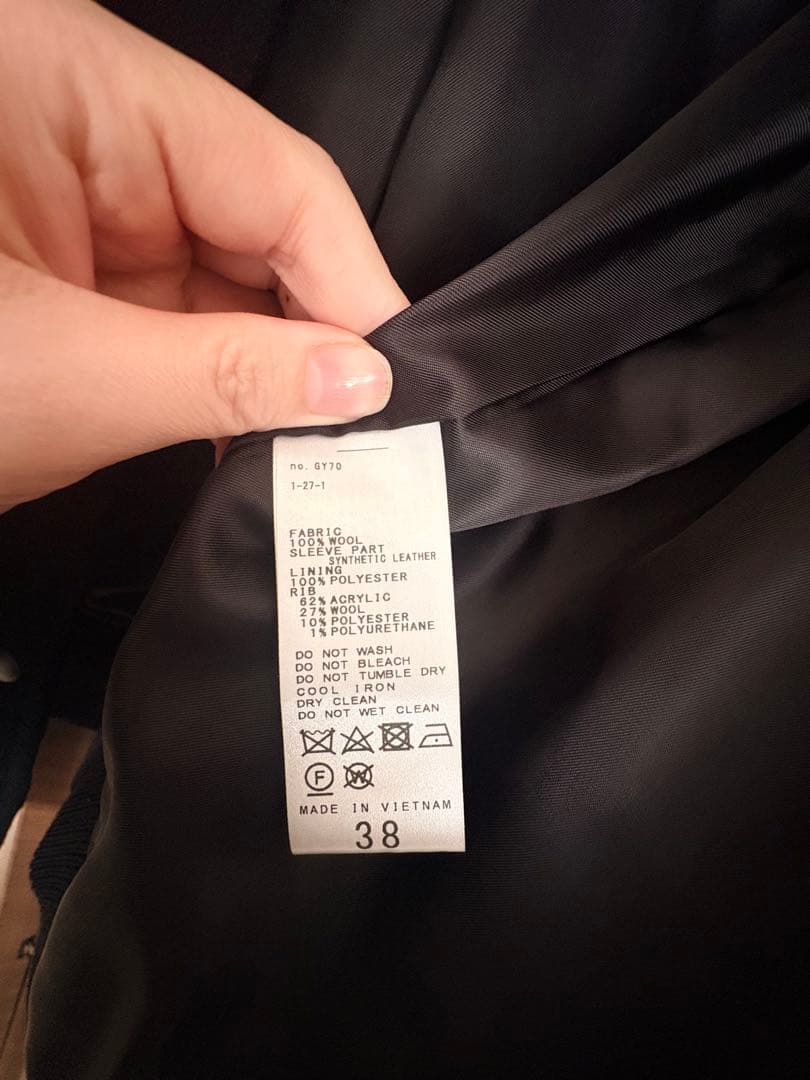 no. GY70
1-27-1
FABRIC
100% WOOL
SLEEVE PART
SYNTHETIC LEATHER
LINING
100% POLYESTER
RIB
62% ACRYLIC
27% WOOL
10% POLYESTER
1% POLYURETHANE
DO NOT WASH
DO NOT BLEACH
DO NOT TUMBLE DRY
COOL IRON
DRY CLEAN
DO NOT WET CLEAN
F W
MADE IN VIETNAM
38